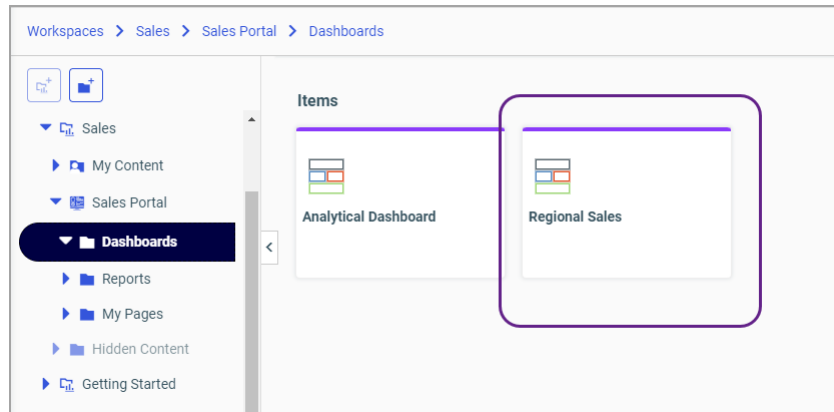 Workspaces > Sales > Sales Portal > Dashboards
Sales
My Content
Sales Portal
Dashboards
Reports
My Pages
Hidden Content
Getting Started
Items
Analytical Dashboard
Regional Sales